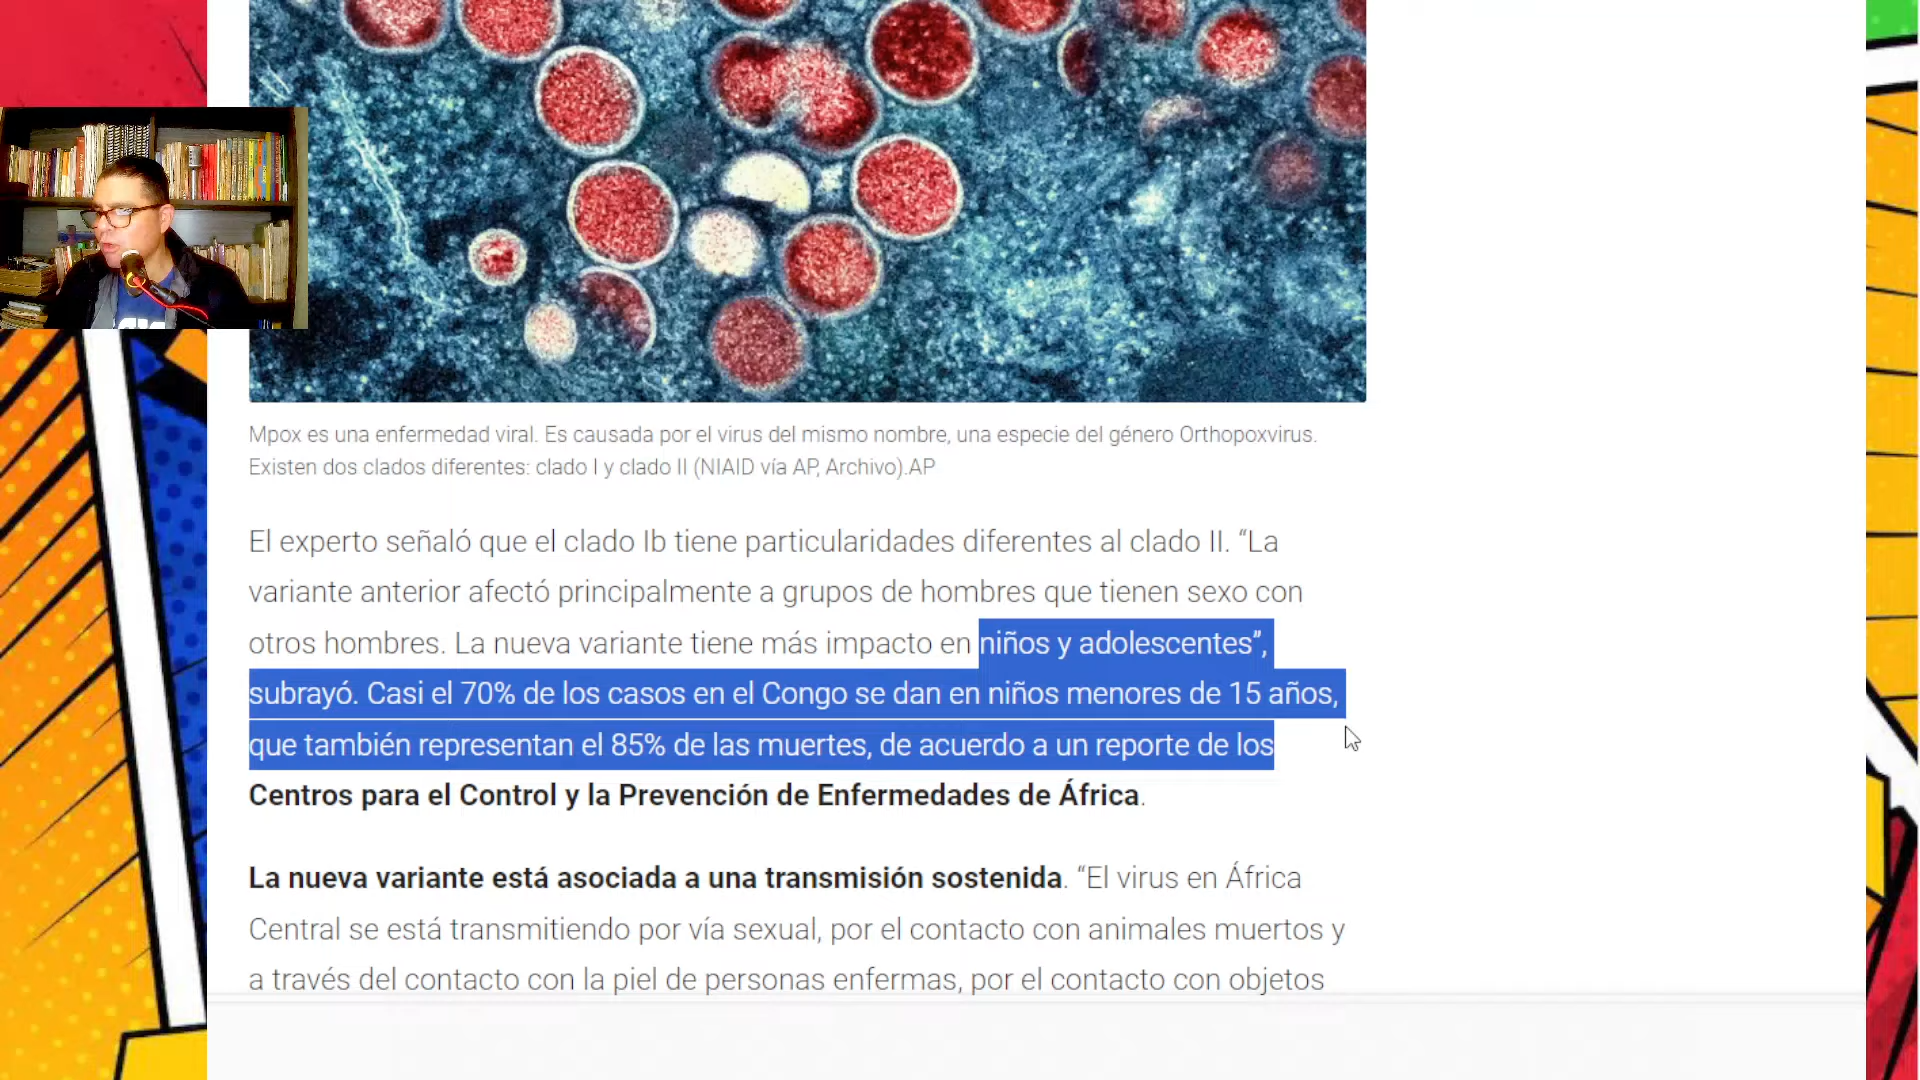 Mpox es una enfermedad viral. Es causada por el virus del mismo nombre, una especie del género Orthopoxvirus.
Existen dos clados diferentes: clado I y clado II (NIAID vía AP, Archivo).AP
El experto señaló que el clado Ib tiene particularidades diferentes al clado II. “La
variante anterior afectó principalmente a grupos de hombres que tienen sexo con
otros hombres. La nueva variante tiene más impacto en niños y adolescentes”,
subrayó. Casi el 70% de los casos en el Congo se dan en niños menores de 15 años,
que también representan el 85% de las muertes, de acuerdo a un reporte de los
Centros para el Control y la Prevención de Enfermedades de África.
La nueva variante está asociada a una transmisión sostenida. “El virus en África
Central se está transmitiendo por vía sexual, por el contacto con animales muertos y
a través del contacto con la piel de personas enfermas, por el contacto con objetos